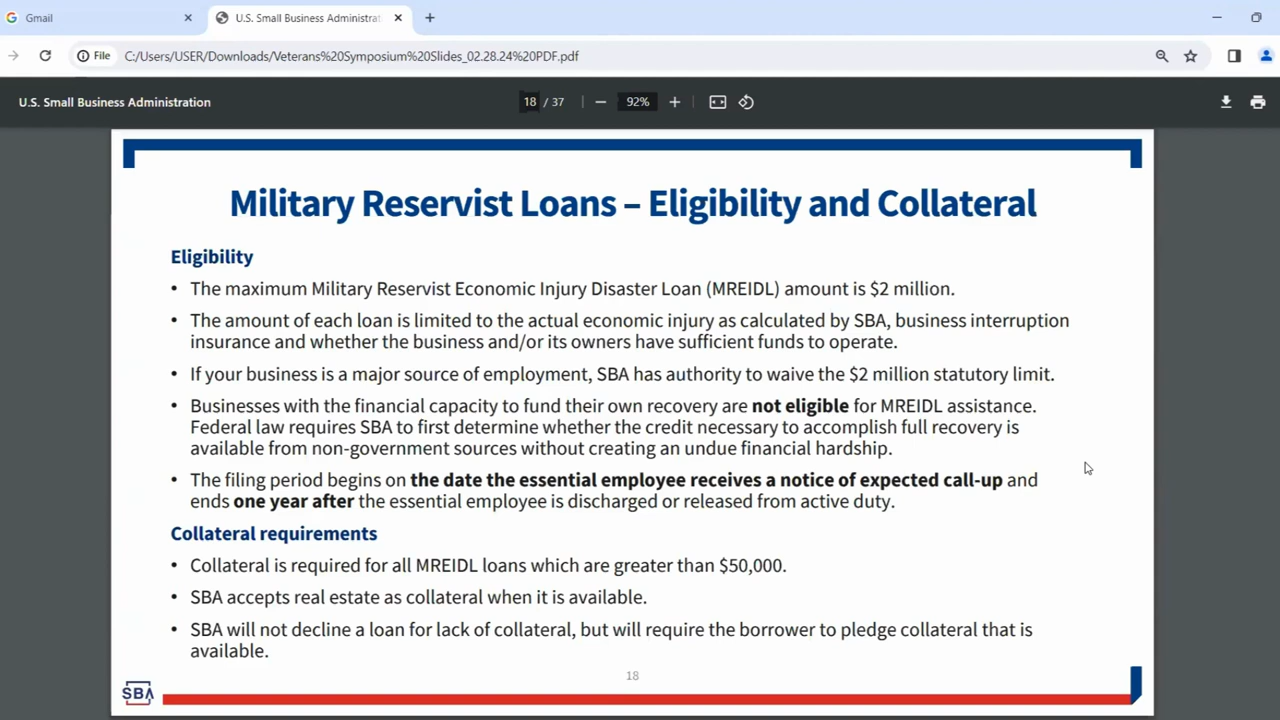 Gmail
U.S. Small Business Administrat
File
C:/Users/USER/Downloads/Veterans%20Symposium%20Slides_02.28.24%20PDF.pdf
U.S. Small Business Administration
18 / 37
92%
Military Reservist Loans – Eligibility and Collateral
Eligibility
• The maximum Military Reservist Economic Injury Disaster Loan (MREIDL) amount is $2 million.
• The amount of each loan is limited to the actual economic injury as calculated by SBA, business interruption
insurance and whether the business and/or its owners have sufficient funds to operate.
• If your business is a major source of employment, SBA has authority to waive the $2 million statutory limit.
• Businesses with the financial capacity to fund their own recovery are not eligible for MREIDL assistance.
Federal law requires SBA to first determine whether the credit necessary to accomplish full recovery is
available from non-government sources without creating an undue financial hardship.
• The filing period begins on the date the essential employee receives a notice of expected call-up and
ends one year after the essential employee is discharged or released from active duty.
Collateral requirements
• Collateral is required for all MREIDL loans which are greater than $50,000.
• SBA accepts real estate as collateral when it is available.
• SBA will not decline a loan for lack of collateral, but will require the borrower to pledge collateral that is
available.
18
SBA